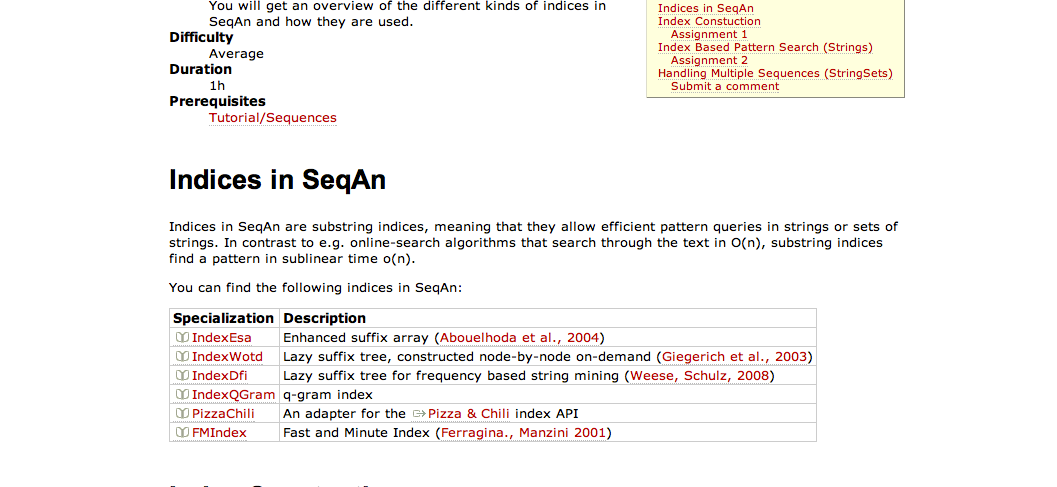 You will get an overview of the different kinds of indices in
SeqAn and how they are used.
Difficulty
Average
Duration
1h
Prerequisites
Tutorial/Sequences
Indices in SeqAn
Index Constuction
Assignment 1
Index Based Pattern Search (Strings)
Assignment 2
Handling Multiple Sequences (StringSets)
Submit a comment
Indices in SeqAn
Indices in SeqAn are substring indices, meaning that they allow efficient pattern queries in strings or sets of
strings. In contrast to e.g. online-search algorithms that search through the text in O(n), substring indices
find a pattern in sublinear time o(n).
You can find the following indices in SeqAn:
Specialization Description
IndexEsa Enhanced suffix array (Abouelhoda et al., 2004)
IndexWotd Lazy suffix tree, constructed node-by-node on-demand (Giegerich et al., 2003)
IndexDfi Lazy suffix tree for frequency based string mining (Weese, Schulz, 2008)
IndexQGram q-gram index
PizzaChili An adapter for the Pizza & Chili index API
FMIndex Fast and Minute Index (Ferragina., Manzini 2001)